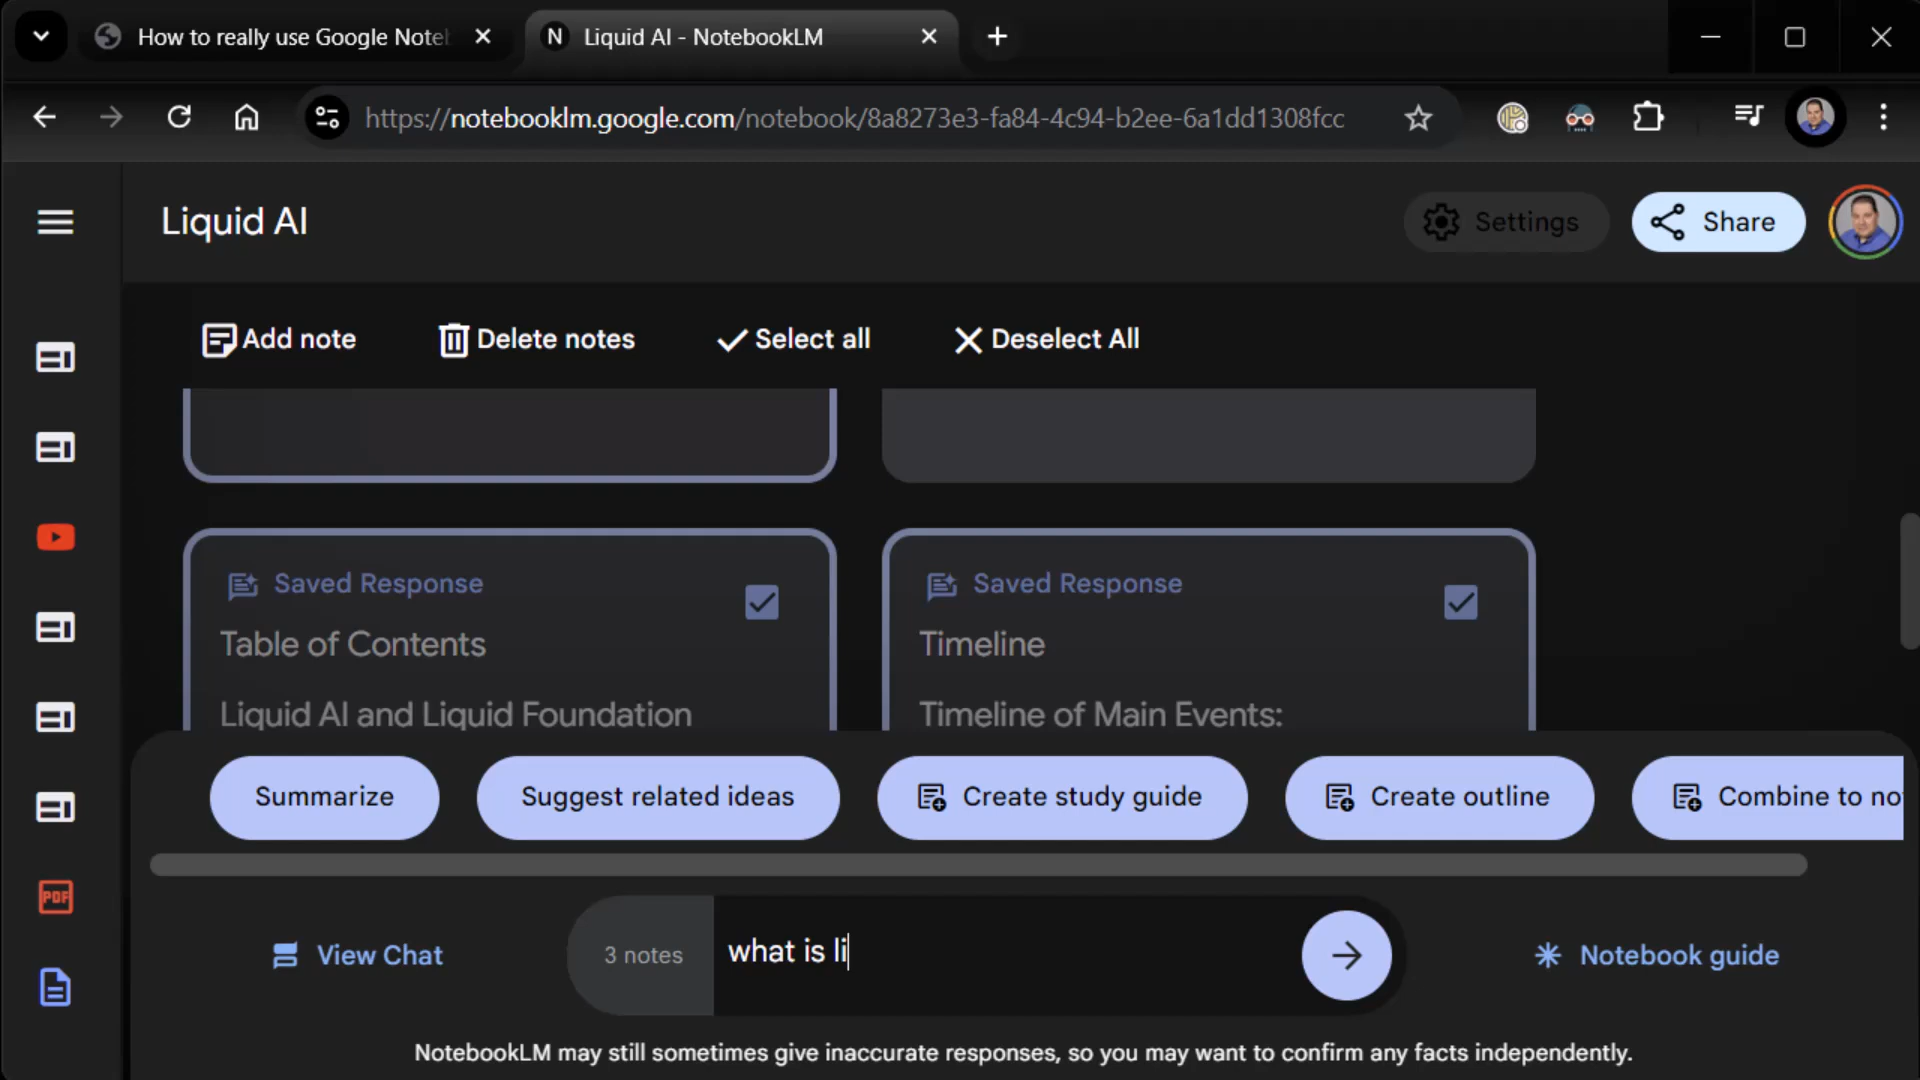 How to really use Google Note
N Liquid AI - NotebookLM
https://notebooklm.google.com/notebook/8a8273e3-fa84-4c94-b2ee-6a1dd1308fcc
Liquid AI
Settings
Share
Add note
Delete notes
Select all
Deselect All
Saved Response
Table of Contents
Liquid AI and Liquid Foundation
Saved Response
Timeline
Timeline of Main Events:
Summarize
Suggest related ideas
Create study guide
Create outline
Combine to no
PDF
View Chat
3 notes
what is li
Notebook guide
NotebookLM may still sometimes give inaccurate responses, so you may want to confirm any facts independently.